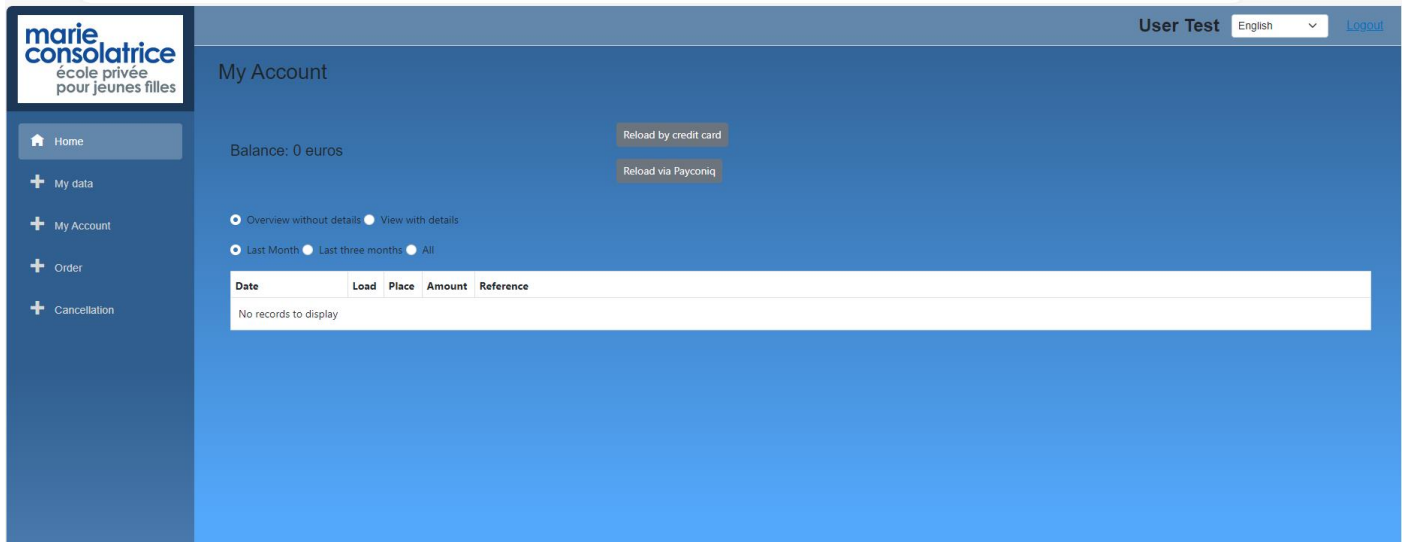 marie
consolatrice
école privée
pour jeunes filles
User Test English Logout
My Account
Home
My data
My Account
Order
Cancellation
Balance: 0 euros
Reload by credit card
Reload via Payconiq
Overview without details View with details
Last Month Last three months All
Date Load Place Amount Reference
No records to display